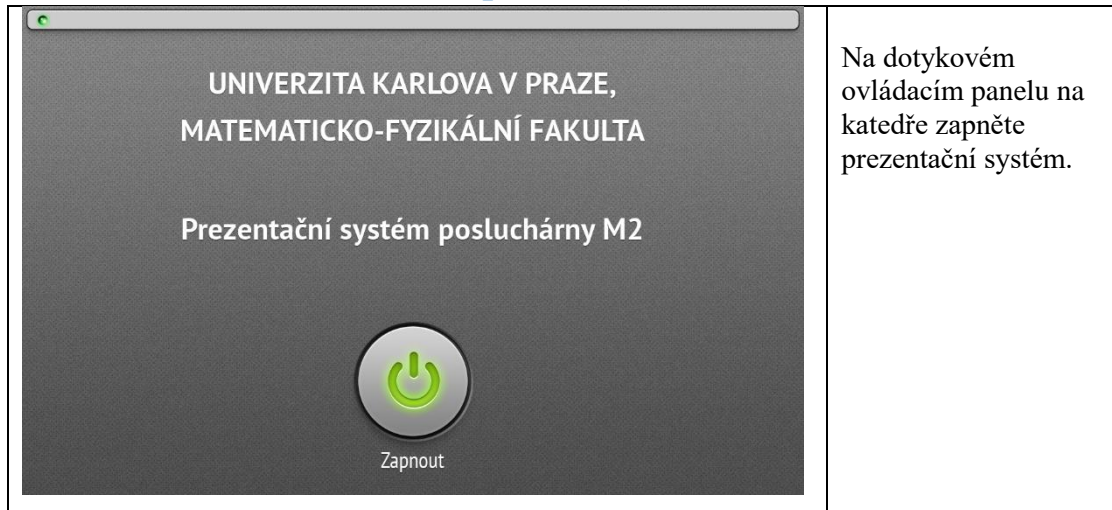 UNIVERZITA KARLOVA V PRAZE,
MATEMATICKO-FYZIKÁLNÍ FAKULTA
Prezentační systém posluchárny M2
Zapnout
Na dotykovém
ovládacím panelu na
katedře zapněte
prezentační systém.